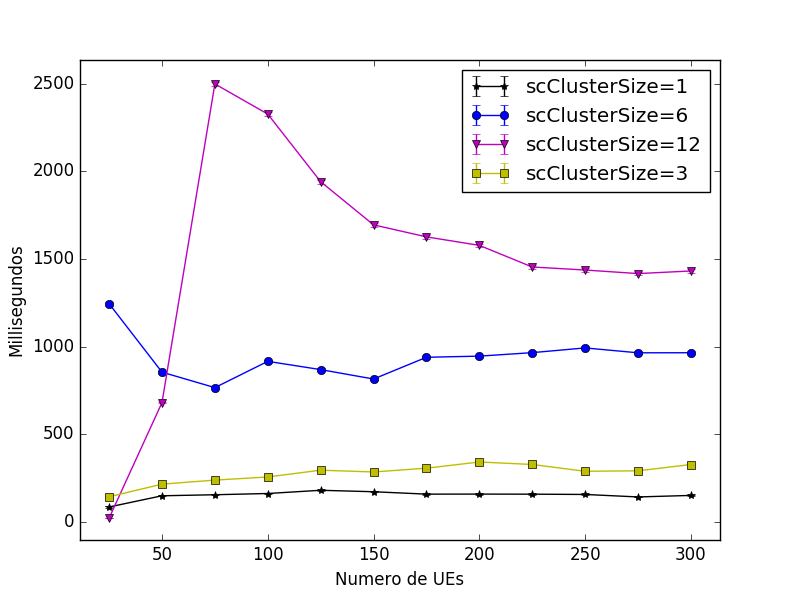 2500
2000
1500
1000
500
0
Millisegundos
50 100 150 200 250 300
Numero de UEs
scClusterSize=1
scClusterSize=6
scClusterSize=12
scClusterSize=3